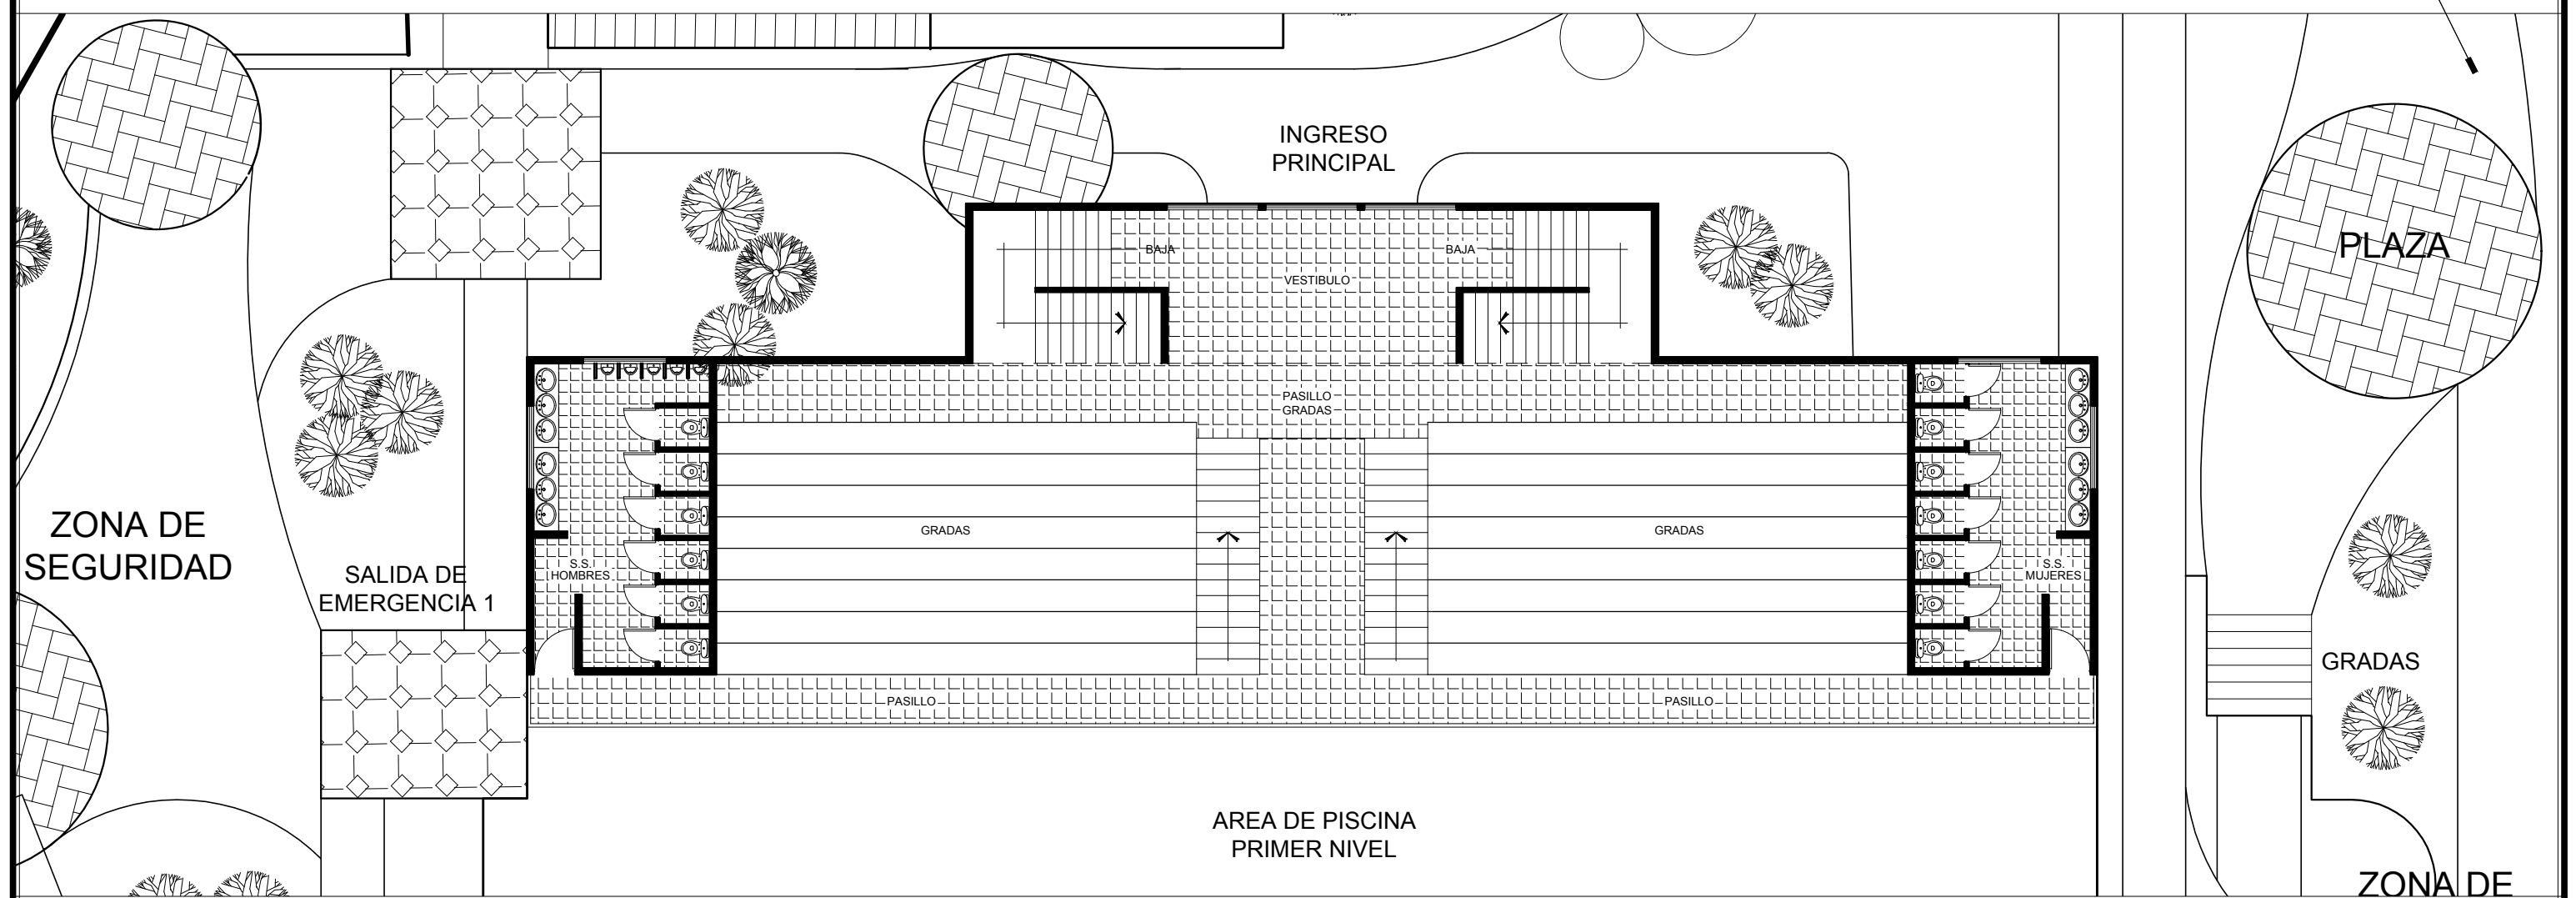 INGRESO
PRINCIPAL
BAJA
BAJA
PLAZA
VESTIBULO
PASILLO
GRADAS
ZONA DE
SEGURIDAD
GRADAS
GRADAS
SALIDA DE
EMERGENCIA 1
S.S.
HOMBRES
S.S.
MUJERES
GRADAS
PASILLO
PASILLO
AREA DE PISCINA
PRIMER NIVEL
ZONA DE